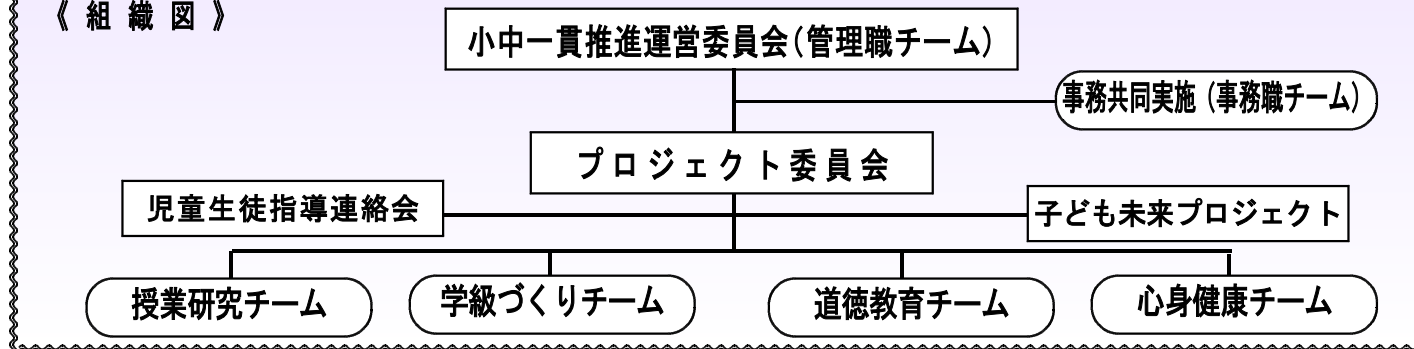 《 組 織 図 》
小中一貫推進運営委員会(管理職チーム)
事務共同実施(事務職チーム)
プロジェクト委員会
児童生徒指導連絡会
子ども未来プロジェクト
授業研究チーム
学級づくりチーム
道徳教育チーム
心身健康チーム